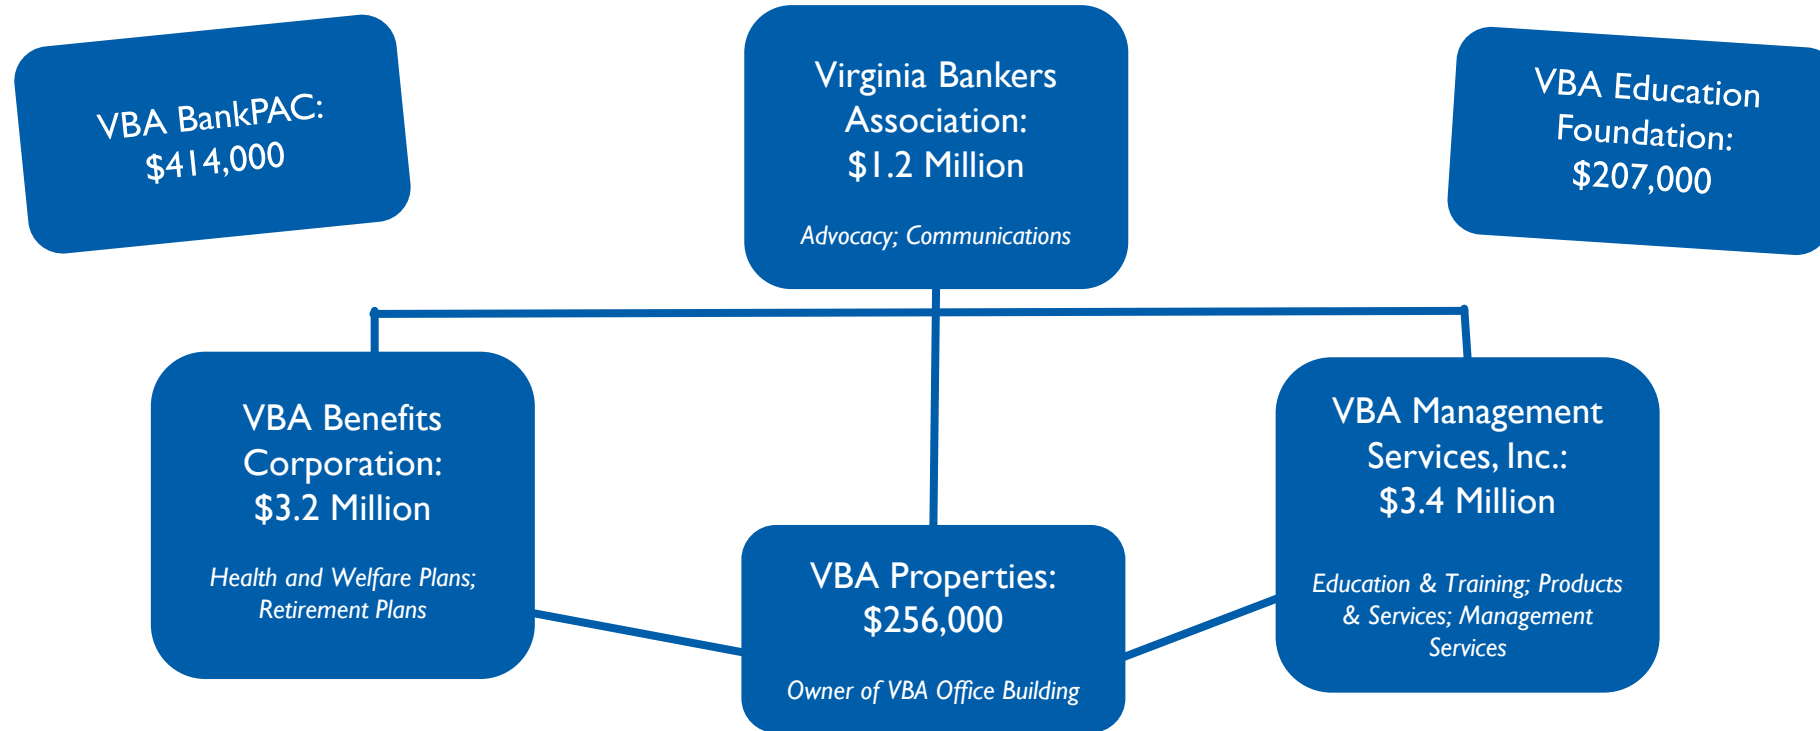 VBA BankPAC:
$414,000
Virginia Bankers
Association:
$1.2 Million
Advocacy; Communications
VBA Education
Foundation:
$207,000
VBA Benefits
Corporation:
$3.2 Million
Health and Welfare Plans;
Retirement Plans
VBA Properties:
$256,000
Owner of VBA Office Building
VBA Management
Services, Inc.:
$3.4 Million
Education & Training; Products
& Services; Management
Services